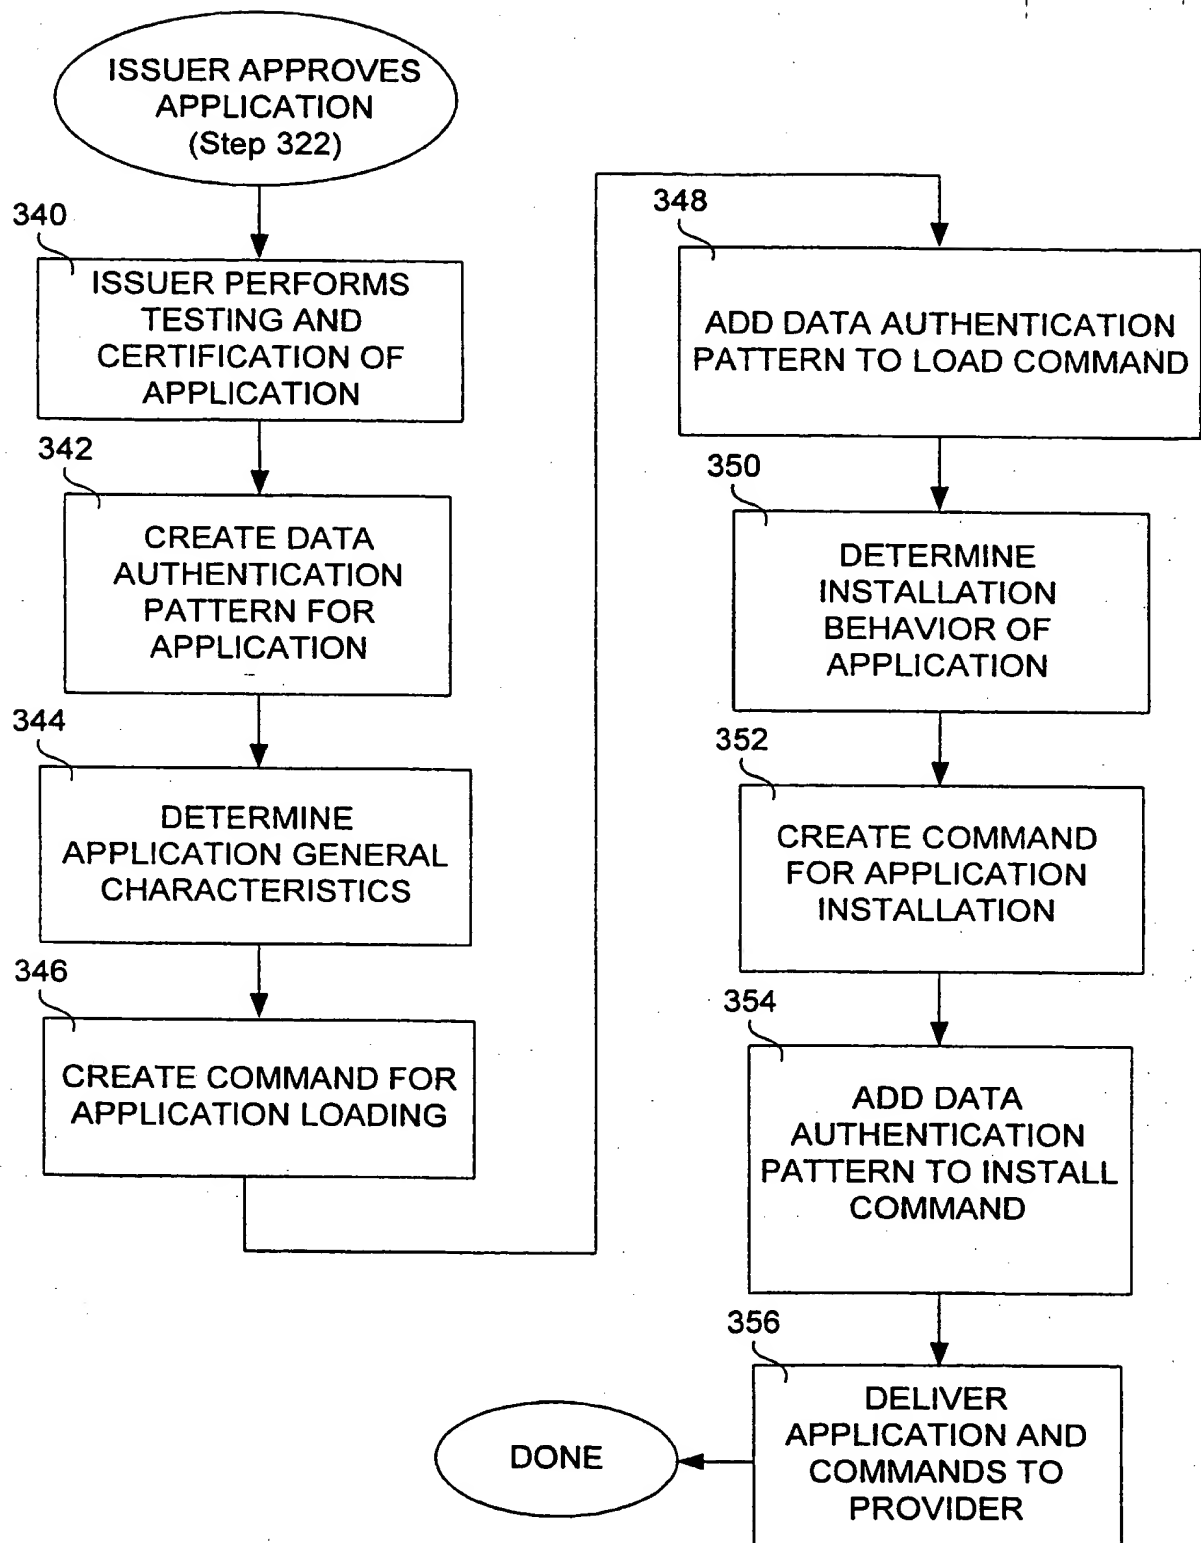 ISSUER APPROVES
APPLICATION
(Step 322)
340
ISSUER PERFORMS
TESTING AND
CERTIFICATION OF
APPLICATION
342
CREATE DATA
AUTHENTICATION
PATTERN FOR
APPLICATION
344
DETERMINE
APPLICATION GENERAL
CHARACTERISTICS
346
CREATE COMMAND FOR
APPLICATION LOADING
348
ADD DATA AUTHENTICATION
PATTERN TO LOAD COMMAND
350
DETERMINE
INSTALLATION
BEHAVIOR OF
APPLICATION
352
CREATE COMMAND
FOR APPLICATION
INSTALLATION
354
ADD DATA
AUTHENTICATION
PATTERN TO INSTALL
COMMAND
356
DELIVER
APPLICATION AND
COMMANDS TO
PROVIDER
DONE